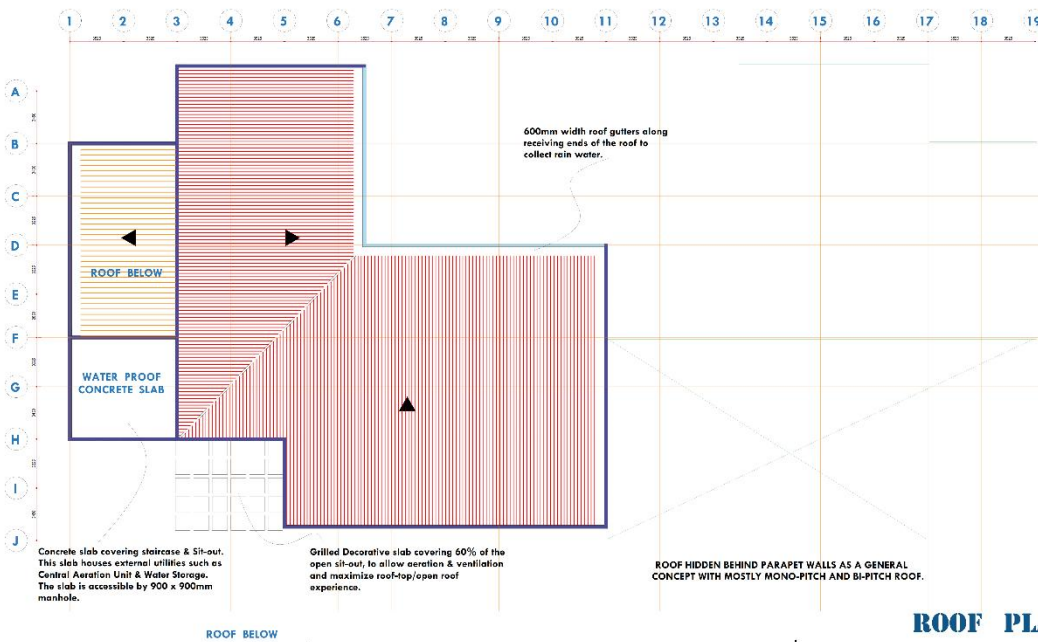 1 2 3 4 5 6 7 8 9 10 11 12 13 14 15 16 17 18 19
A
B
C
D
E
F
G
H
I
J
600mm width roof gutters along
receiving ends of the roof to
collect rain water.
ROOF BELOW
WATER PROOF
CONCRETE SLAB
Concrete slab covering staircase & Sit-out.
This slab houses external utilities such as
Central Aeration Unit & Water Storage.
The slab is accessible by 900 x 900mm
manhole.
Grilled Decorative slab covering 60% of the
open sit-out, to allow aeration & ventilation
and maximize roof-top/open roof
experience.
ROOF HIDDEN BEHIND PARAPET WALLS AS A GENERAL
CONCEPT WITH MOSTLY MONO-PITCH AND BI-PITCH ROOF.
ROOF BELOW
ROOF PL